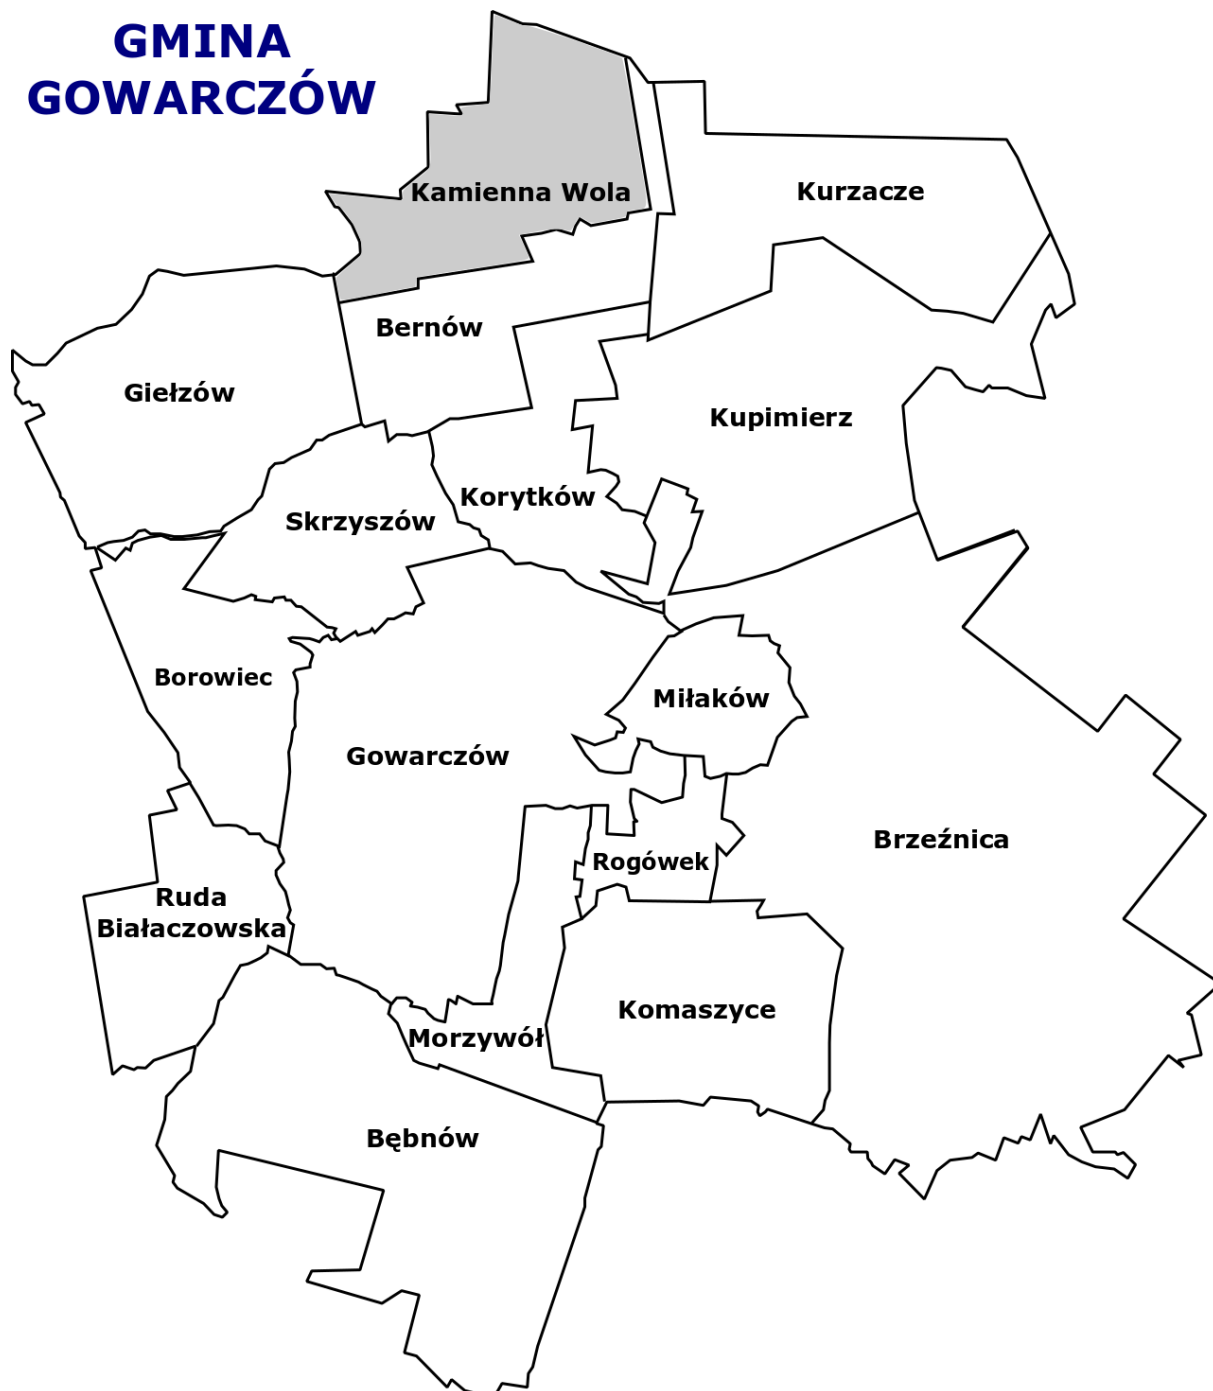 GMINA
GOWARCZÓW
Kamienna Wola
Kurzacze
Bernów
Giełzów
Kupimierz
Korytków
Skrzyszów
Borowiec
Miłaków
Gowarczów
Brzeźnica
Rogówek
Ruda
Białaczowska
Komaszyce
Morzywół
Bębnów